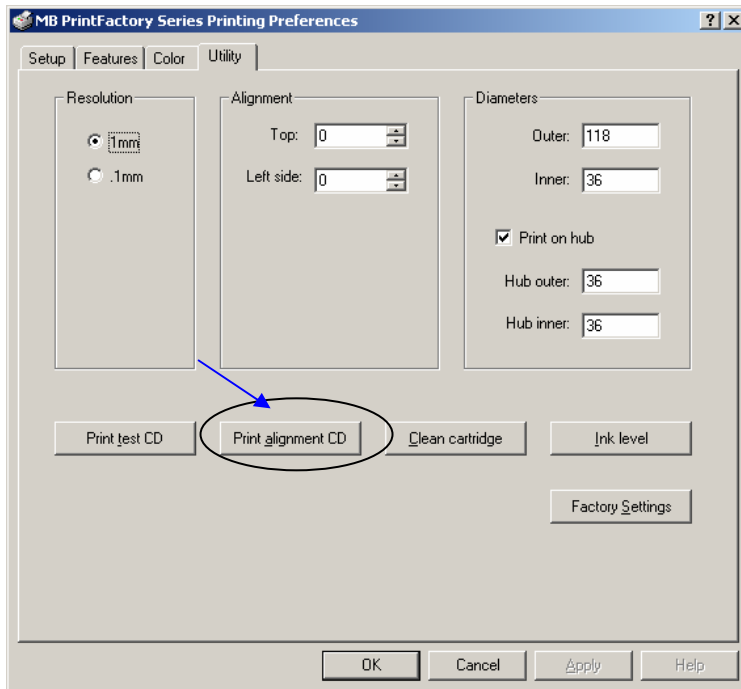 MB PrintFactory Series Printing Preferences
Setup Features Color Utility
Resolution
1mm
.1mm
Alignment
Top: 0
Left side: 0
Diameters
Outer: 118
Inner: 36
Print on hub
Hub outer: 36
Hub inner: 36
Print test CD Print alignment CD Clean cartridge Ink level
Factory Settings
OK Cancel Apply Help